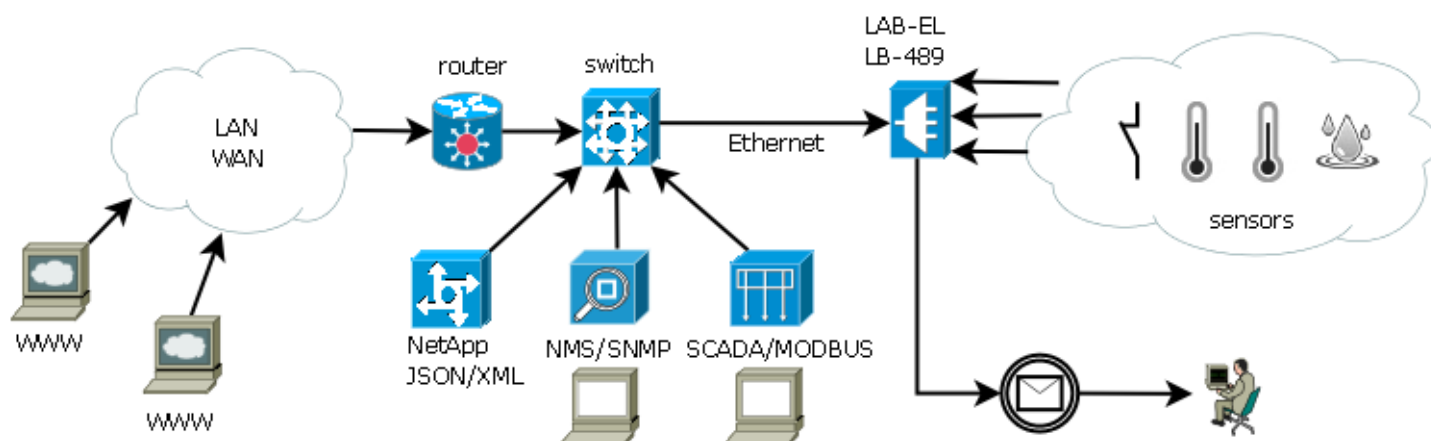 LAB-EL
LB-489
router
switch
LAN
WAN
Ethernet
sensors
WWW
WWW
NetApp
JSON/XML
NMS/SNMP
SCADA/MODBUS